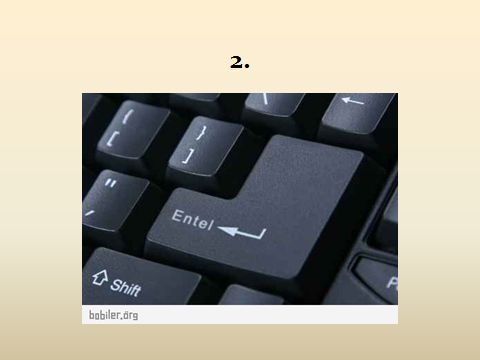 2.
\
←
{
[
}
]
"
,
Entel
Shift
P
bobiler.org